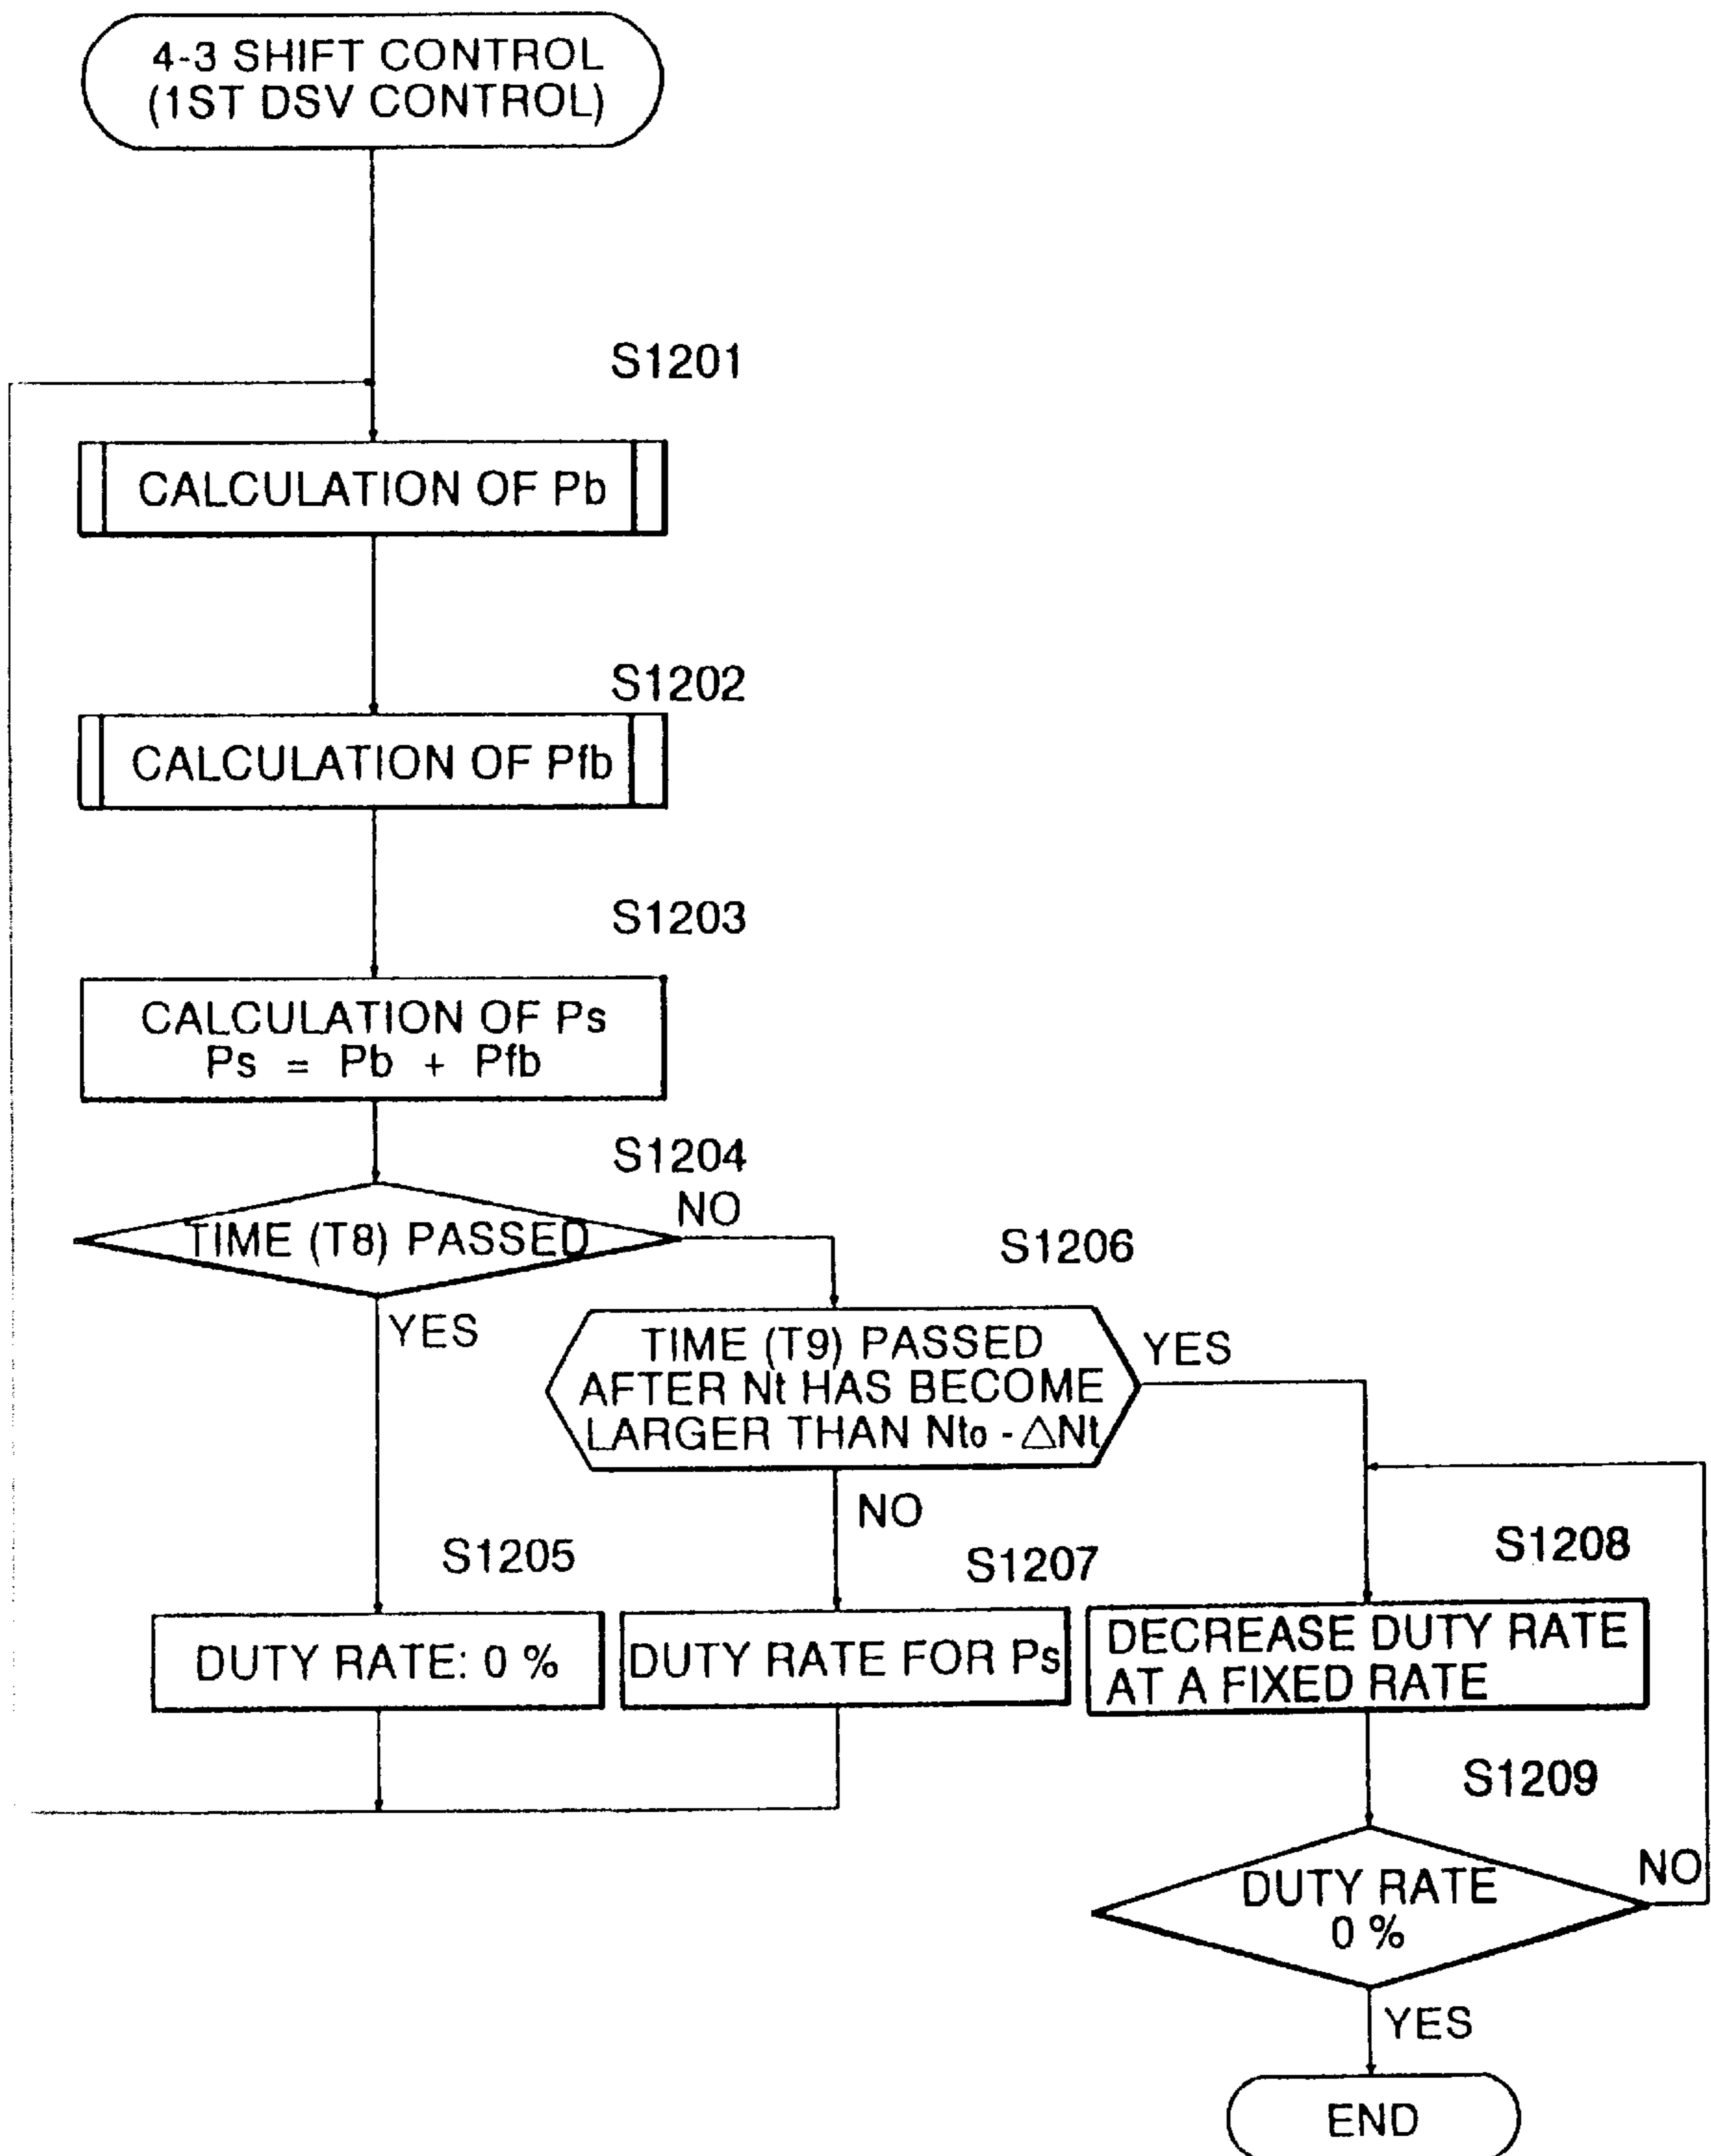 4-3 SHIFT CONTROL
(1ST DSV CONTROL)
S1201
CALCULATION OF Pb
S1202
CALCULATION OF Pfb
S1203
CALCULATION OF Ps
Ps = Pb + Pfb
S1204
TIME (T8) PASSED
NO
YES
S1206
TIME (T9) PASSED
AFTER Nt HAS BECOME
LARGER THAN Nto - △Nt
YES
NO
S1205
DUTY RATE: 0 %
S1207
DUTY RATE FOR Ps
S1208
DECREASE DUTY RATE
AT A FIXED RATE
S1209
DUTY RATE
0 %
NO
YES
END